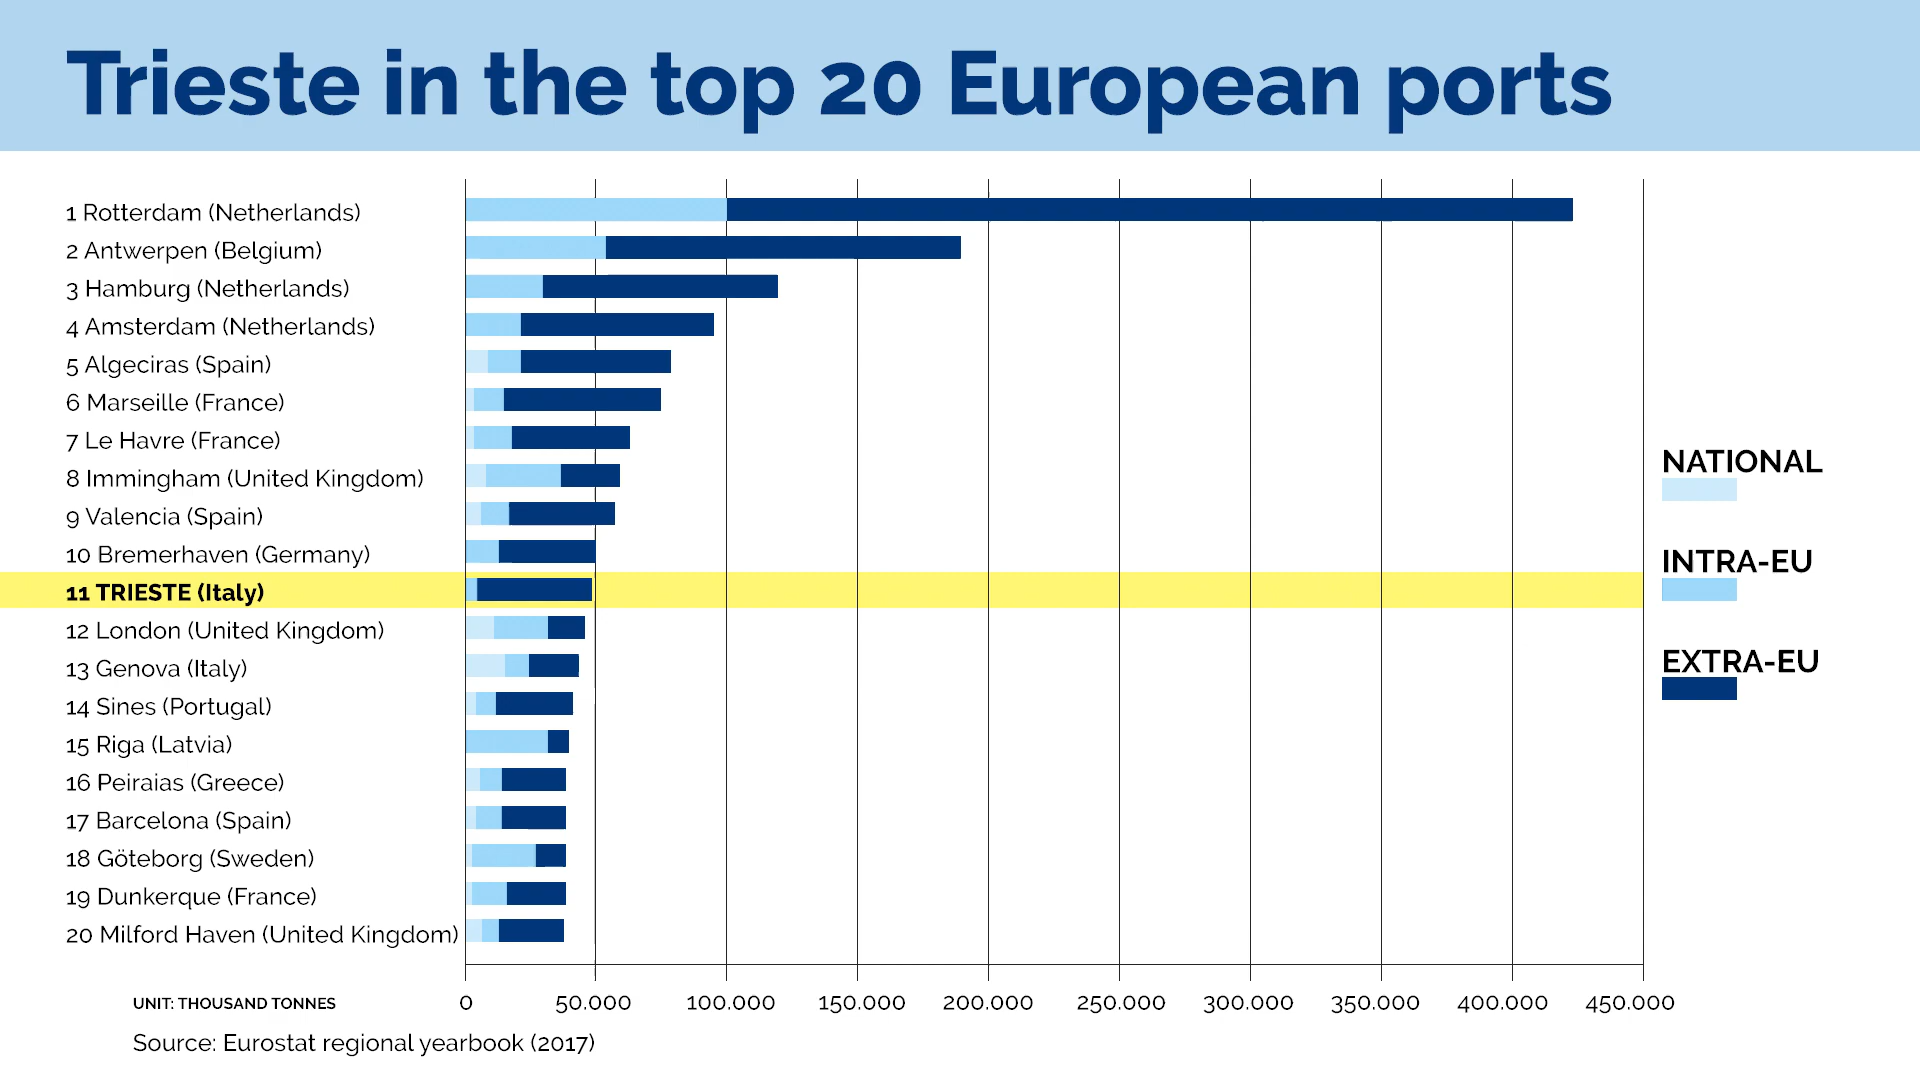 Trieste in the top 20 European ports
1 Rotterdam (Netherlands)
2 Antwerpen (Belgium)
3 Hamburg (Netherlands)
4 Amsterdam (Netherlands)
5 Algeciras (Spain)
6 Marseille (France)
7 Le Havre (France)
8 Immingham (United Kingdom)
9 Valencia (Spain)
10 Bremerhaven (Germany)
11 TRIESTE (Italy)
12 London (United Kingdom)
13 Genova (Italy)
14 Sines (Portugal)
15 Riga (Latvia)
16 Peiraias (Greece)
17 Barcelona (Spain)
18 Göteborg (Sweden)
19 Dunkerque (France)
20 Milford Haven (United Kingdom)
NATIONAL
INTRA-EU
EXTRA-EU
UNIT: THOUSAND TONNES 0 50.000 100.000 150.000 200.000 250.000 300.000 350.000 400.000 450.000
Source: Eurostat regional yearbook (2017)